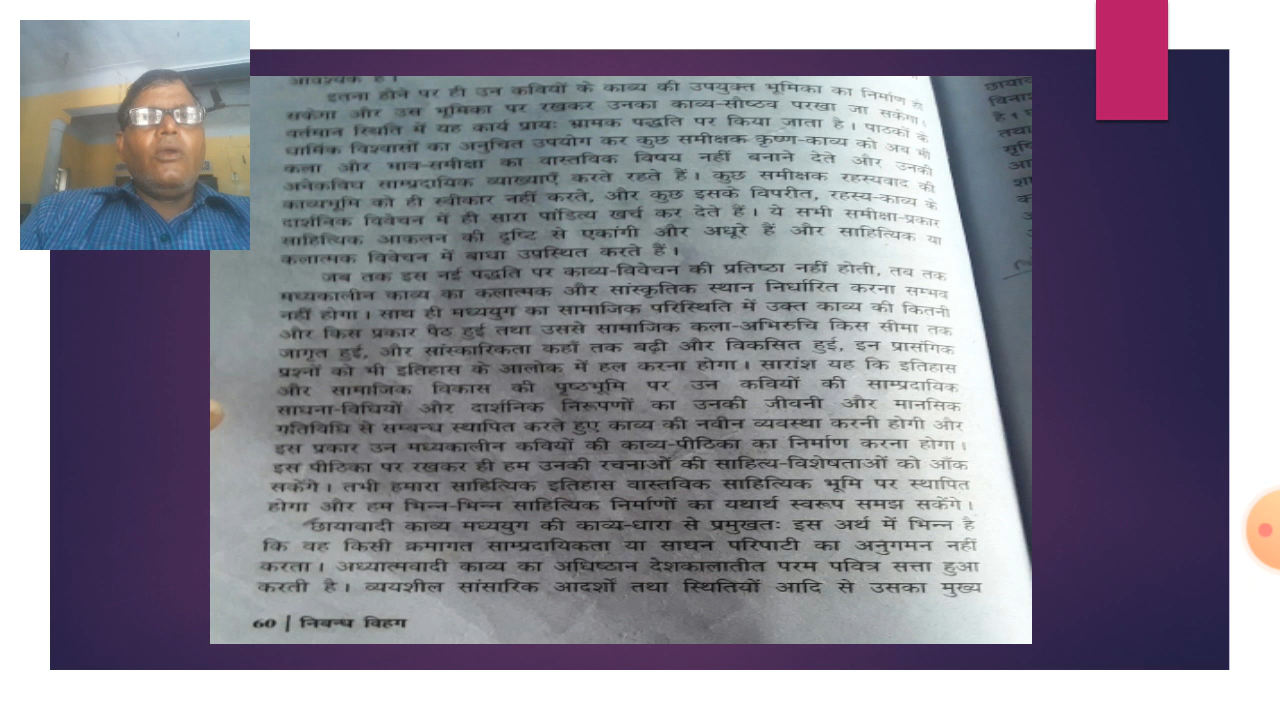 आवश्यक है।
इतना होने पर ही उन कवियों के काव्य की उपयुक्त भूमिका का निर्माण हो
सकेगा और उस भूमिका पर रखकर उनका काव्य-सौष्ठव परखा जा सकेगा।
वर्तमान स्थिति में यह कार्य प्रायः भ्रामक पद्धति पर किया जाता है। पाठकों के
धार्मिक विश्वासों का अनुचित उपयोग कर कुछ समीक्षक कृष्ण-काव्य को अब भी
कला और भाव-समीक्षा का वास्तविक विषय नहीं बनाने देते और उनकी
अनेकविध साम्प्रदायिक व्याख्याएँ करते रहते हैं। कुछ समीक्षक रहस्यवाद की
काव्यभूमि को ही स्वीकार नहीं करते, और कुछ इसके विपरीत, रहस्य-काव्य के
दार्शनिक विवेचन में ही सारा पांडित्य खर्च कर देते हैं। ये सभी समीक्षा-प्रकार
साहित्यिक आकलन की दृष्टि से एकांगी और अधूरे हैं और साहित्यिक या
कलात्मक विवेचन में बाधा उपस्थित करते हैं।
जब तक इस नई पद्धति पर काव्य-विवेचन की प्रतिष्ठा नहीं होती, तब तक
मध्यकालीन काव्य का कलात्मक और सांस्कृतिक स्थान निर्धारित करना सम्भव
नहीं होगा। साथ ही मध्ययुग का सामाजिक परिस्थिति में उक्त काव्य की कितनी
और किस प्रकार पैठ हुई तथा उससे सामाजिक कला-अभिरुचि किस सीमा तक
जागृत हुई, और सांस्कारिकता कहाँ तक बढ़ी और विकसित हुई, इन प्रासंगिक
प्रश्नों को भी इतिहास के आलोक में हल करना होगा। सारांश यह कि इतिहास
और सामाजिक विकास की पृष्ठभूमि पर उन कवियों की साम्प्रदायिक
साधना-विधियों और दार्शनिक निरूपणों का उनकी जीवनी और मानसिक
गतिविधि से सम्बन्ध स्थापित करते हुए काव्य की नवीन व्यवस्था करनी होगी और
इस प्रकार उन मध्यकालीन कवियों की काव्य-पीठिका का निर्माण करना होगा।
इस पीठिका पर रखकर ही हम उनकी रचनाओं की साहित्य-विशेषताओं को आँक
सकेंगे। तभी हमारा साहित्यिक इतिहास वास्तविक साहित्यिक भूमि पर स्थापित
होगा और हम भिन्न-भिन्न साहित्यिक निर्माणों का यथार्थ स्वरूप समझ सकेंगे।
छायावादी काव्य मध्ययुग की काव्य-धारा से प्रमुखतः इस अर्थ में भिन्न है
कि वह किसी क्रमागत साम्प्रदायिकता या साधन परिपाटी का अनुगमन नहीं
करता। अध्यात्मवादी काव्य का अधिष्ठान देशकालातीत परम पवित्र सत्ता हुआ
करती है। व्ययशील सांसारिक आदर्शों तथा स्थितियों आदि से उसका मुख्य
60 | निबन्ध विहग